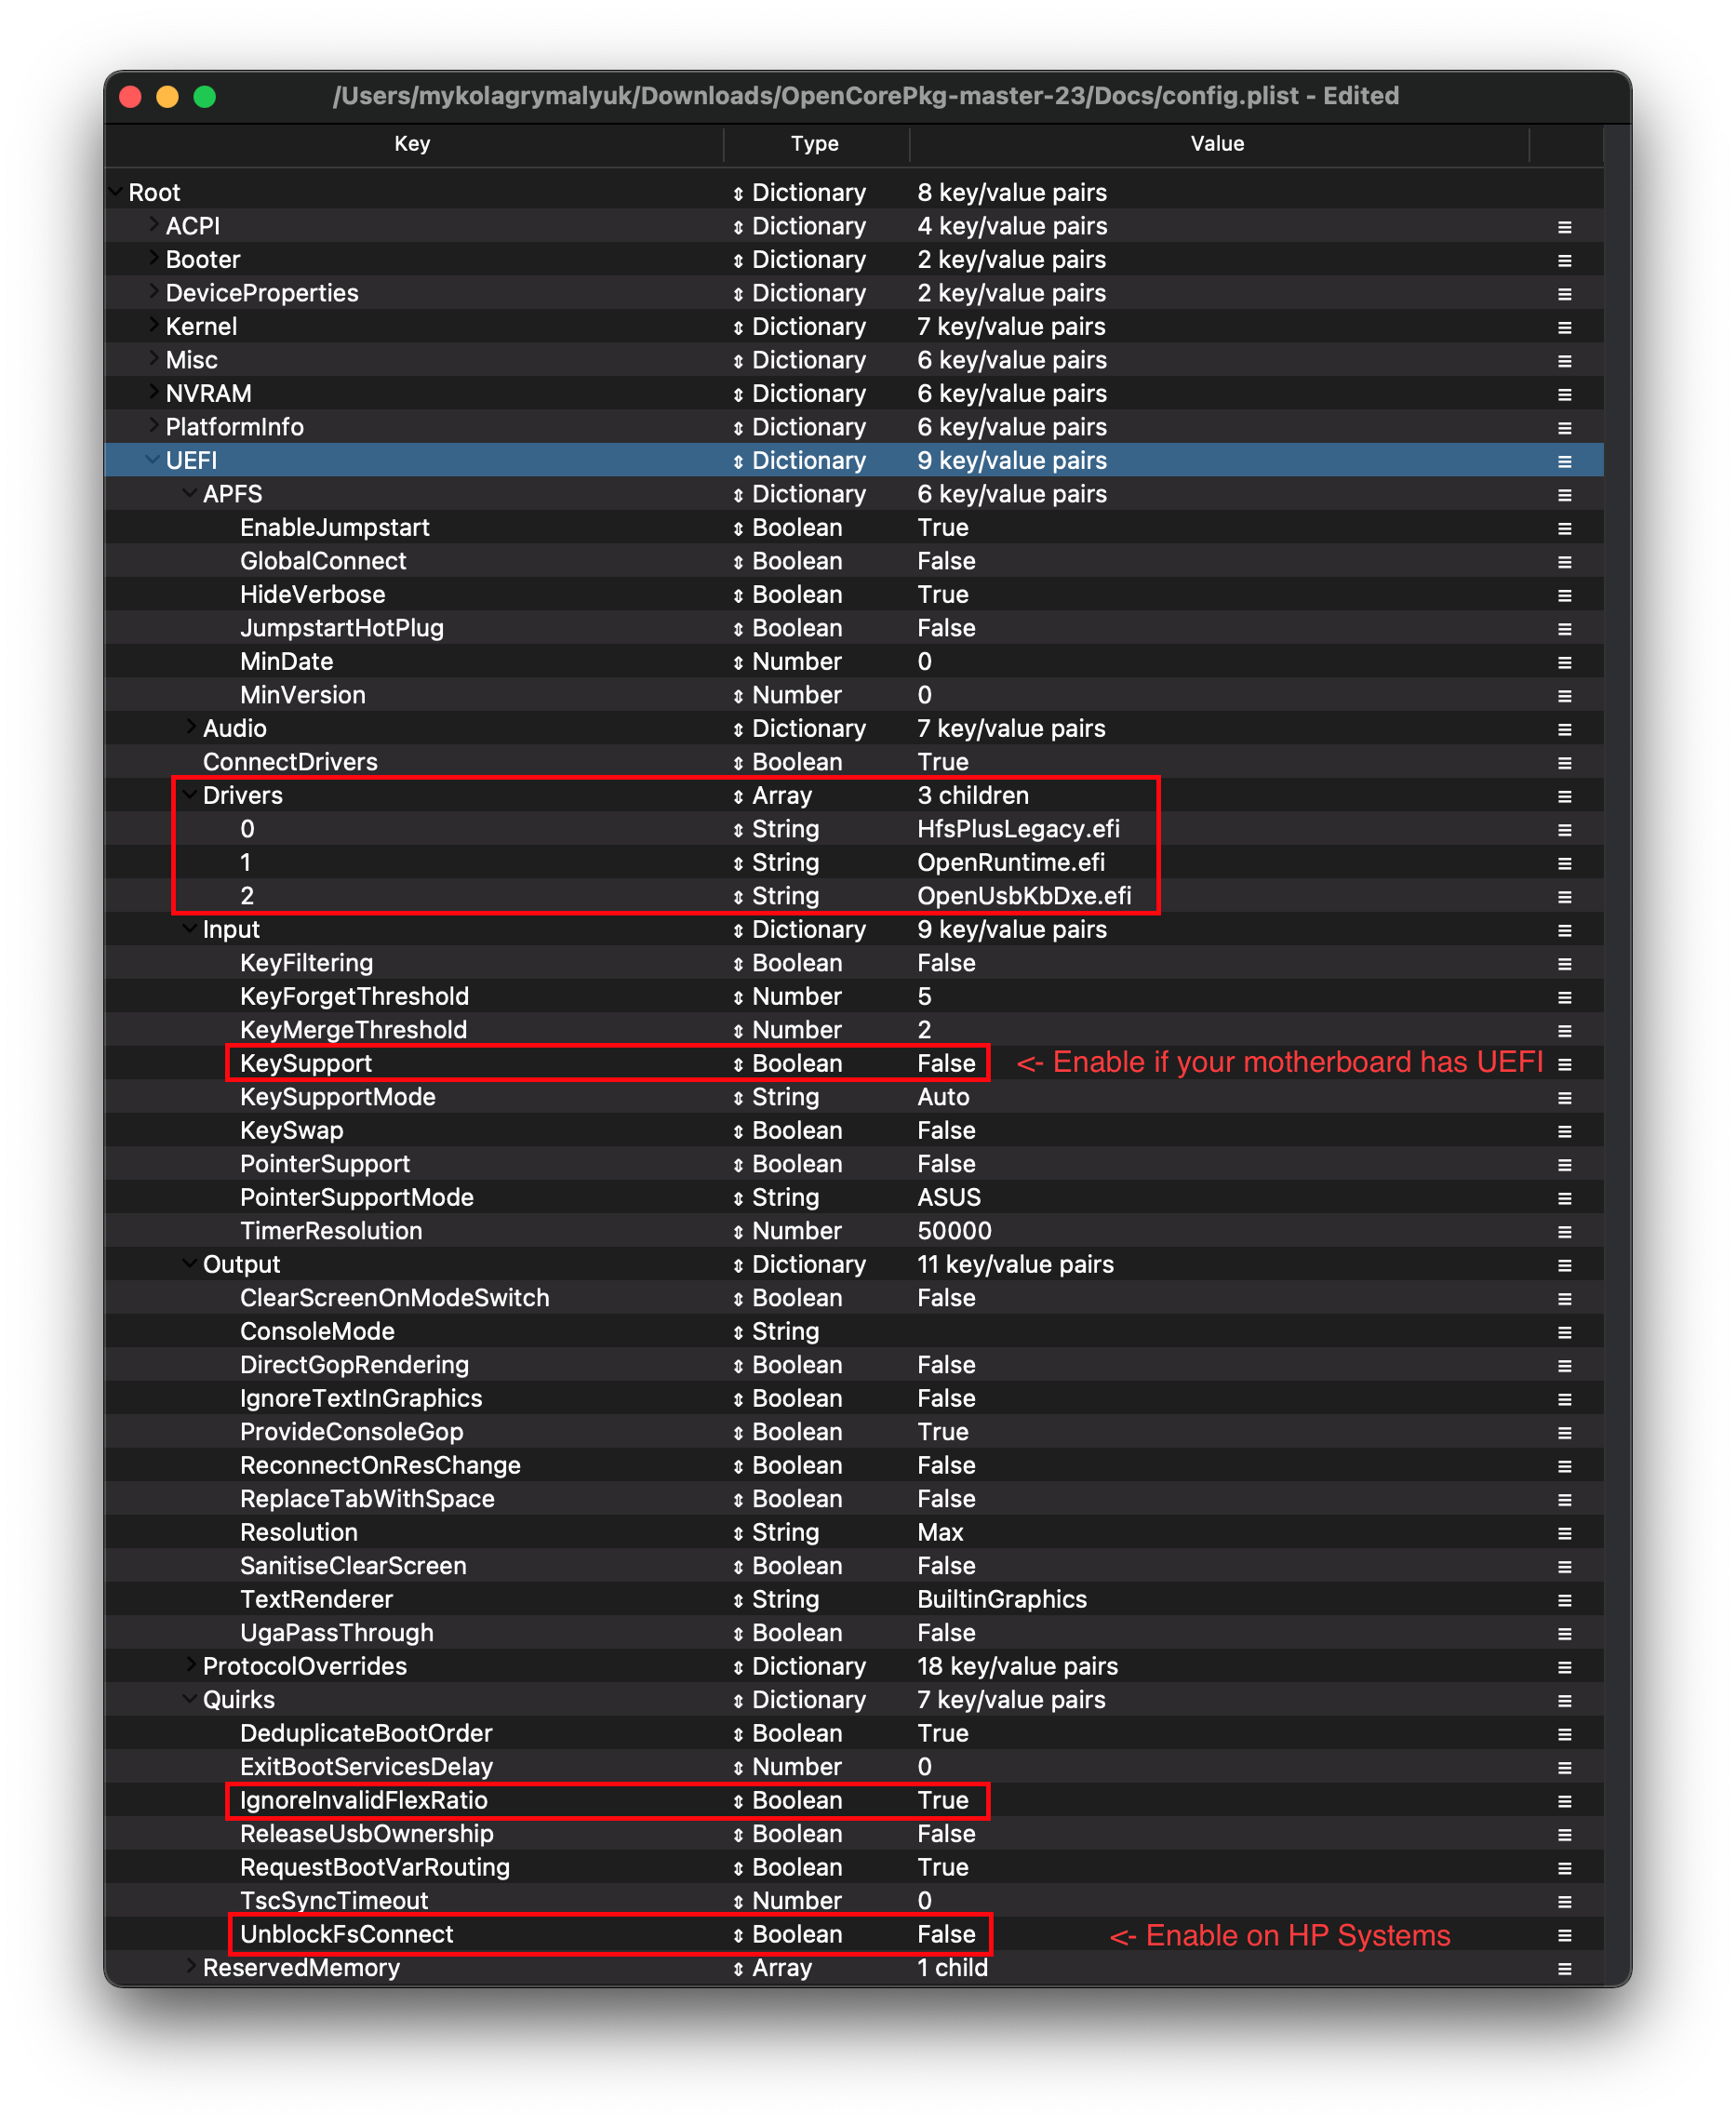 /Users/mykolagrymalyuk/Downloads/OpenCorePkg-master-23/Docs/config.plist - Edited
Key Type Value
Root Dictionary 8 key/value pairs
ACPI Dictionary 4 key/value pairs
Booter Dictionary 2 key/value pairs
DeviceProperties Dictionary 2 key/value pairs
Kernel Dictionary 7 key/value pairs
Misc Dictionary 6 key/value pairs
NVRAM Dictionary 6 key/value pairs
PlatformInfo Dictionary 6 key/value pairs
UEFI Dictionary 9 key/value pairs
APFS Dictionary 6 key/value pairs
EnableJumpstart Boolean True
GlobalConnect Boolean False
HideVerbose Boolean True
JumpstartHotPlug Boolean False
MinDate Number 0
MinVersion Number 0
Audio Dictionary 7 key/value pairs
ConnectDrivers Boolean True
Drivers Array 3 children
0 String HfsPlusLegacy.efi
1 String OpenRuntime.efi
2 String OpenUsbKbDxe.efi
Input Dictionary 9 key/value pairs
KeyFiltering Boolean False
KeyForgetThreshold Number 5
KeyMergeThreshold Number 2
KeySupport Boolean False <- Enable if your motherboard has UEFI
KeySupportMode String Auto
KeySwap Boolean False
PointerSupport Boolean False
PointerSupportMode String ASUS
TimerResolution Number 50000
Output Dictionary 11 key/value pairs
ClearScreenOnModeSwitch Boolean False
ConsoleMode String
DirectGopRendering Boolean False
IgnoreTextInGraphics Boolean False
ProvideConsoleGop Boolean True
ReconnectOnResChange Boolean False
ReplaceTabWithSpace Boolean False
Resolution String Max
SanitiseClearScreen Boolean False
TextRenderer String BuiltinGraphics
UgaPassThrough Boolean False
ProtocolOverrides Dictionary 18 key/value pairs
Quirks Dictionary 7 key/value pairs
DeduplicateBootOrder Boolean True
ExitBootServicesDelay Number 0
IgnoreInvalidFlexRatio Boolean True
ReleaseUsbOwnership Boolean False
RequestBootVarRouting Boolean True
TscSyncTimeout Number 0
UnblockFsConnect Boolean False <- Enable on HP Systems
ReservedMemory Array 1 child